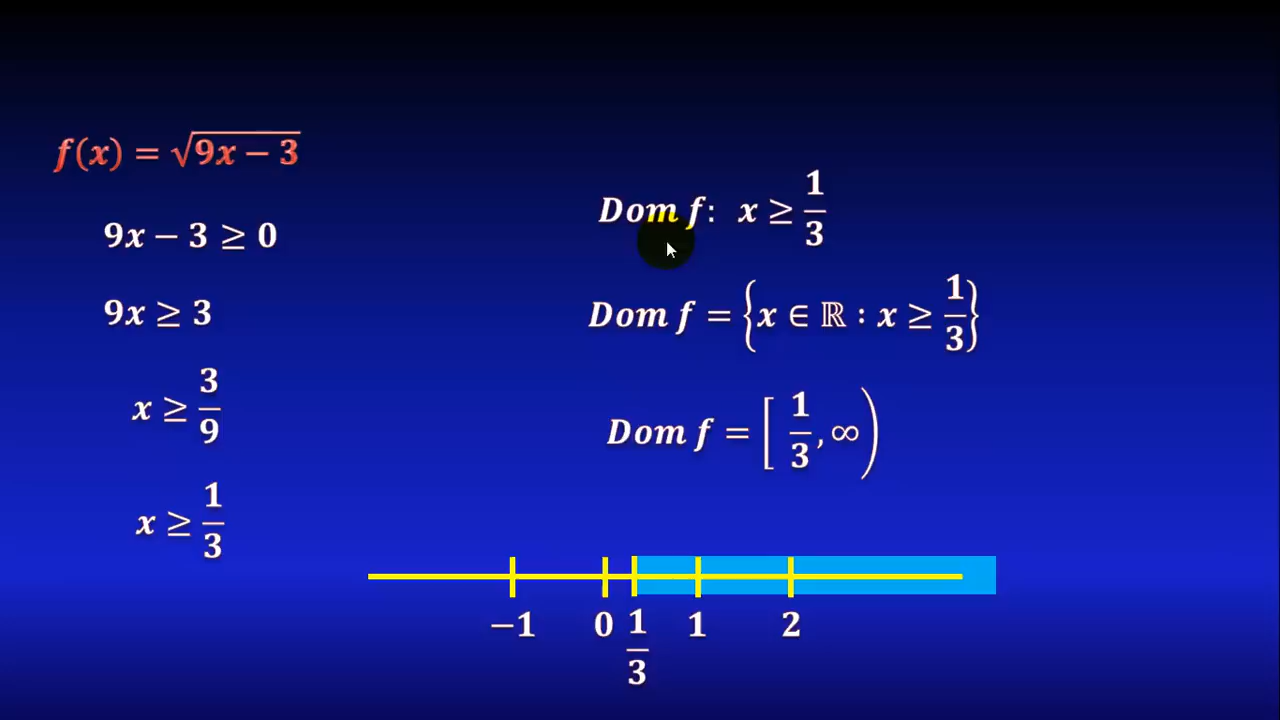 f(x) = √(9x − 3)
9x − 3 ≥ 0
9x ≥ 3
x ≥ 3/9
x ≥ 1/3
Dom f: x ≥ 1/3
Dom f = {x ∈ ℝ : x ≥ 1/3}
Dom f = [ 1/3, ∞)
−1 0 1/3 1 2